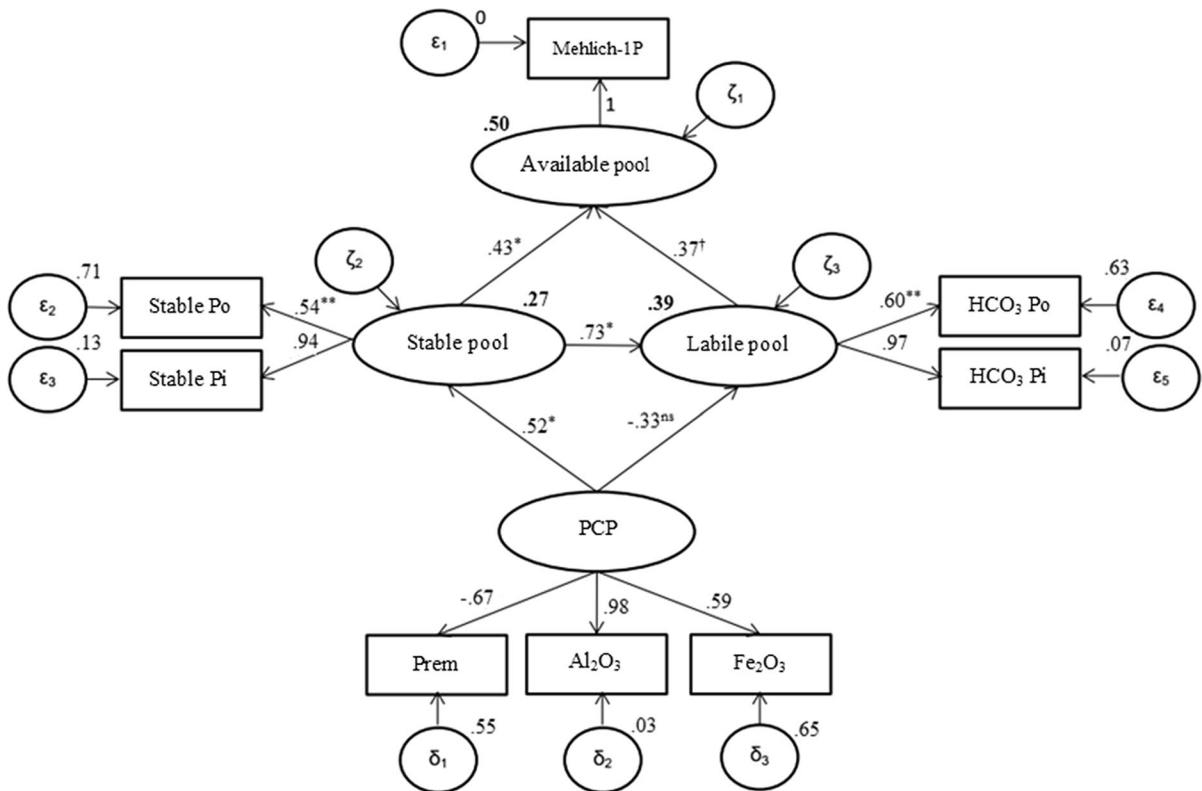 0
ε₁
Mehlich-1P
1
ζ₁
.50
Available pool
.43*
.37†
ζ₂
ζ₃
.71
ε₂
Stable Po
.54**
.27
.39
.60**
HCO₃ Po
.63
ε₄
Stable pool
.73*
Labile pool
.13
ε₃
Stable Pi
.94
.97
HCO₃ Pi
.07
ε₅
.52*
-.33ⁿˢ
PCP
-.67
.98
.59
Prem
Al₂O₃
Fe₂O₃
.55
.03
.65
δ₁
δ₂
δ₃